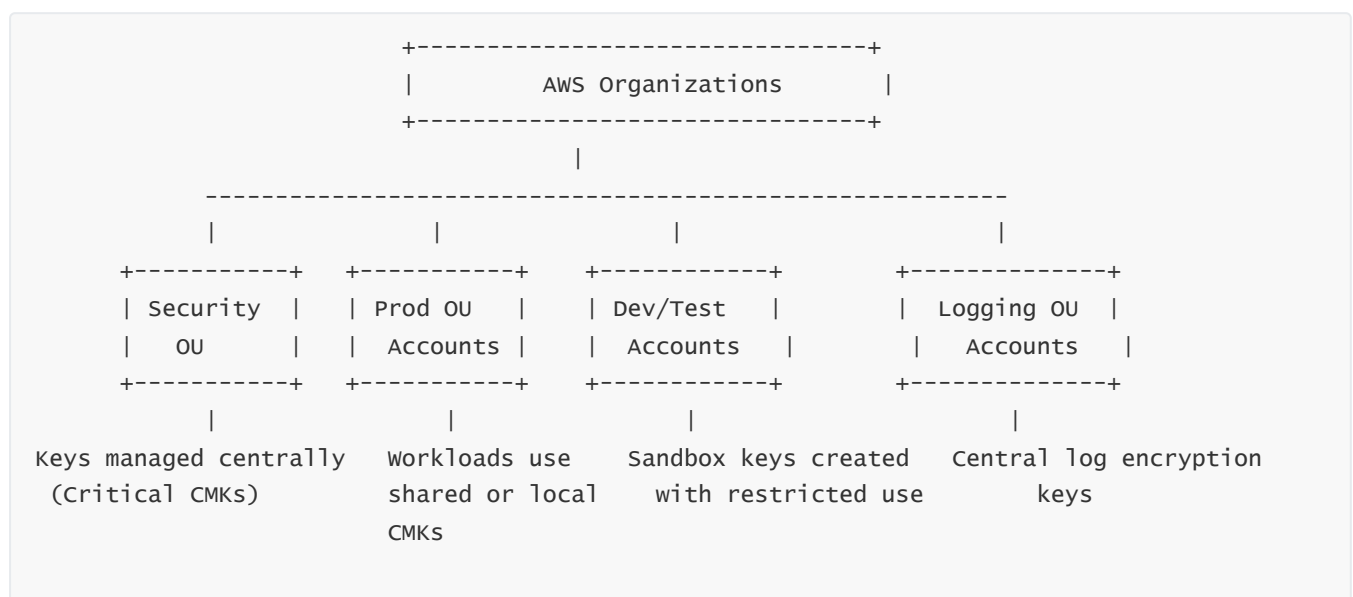 +--------------------------------+
|         AWS Organizations      |
+--------------------------------+
|
---------------------------------------------------------
|                |                 |                       |
+-----------+   +-----------+    +------------+        +--------------+
| Security  |   | Prod OU   |    | Dev/Test   |        |  Logging OU  |
|   OU      |   |  Accounts |    |  Accounts   |        |   Accounts   |
+-----------+   +-----------+    +------------+        +--------------+
|                 |                 |                       |
Keys managed centrally   Workloads use    Sandbox keys created   Central log encryption
(Critical CMKs)         shared or local    with restricted use        keys
CMKs